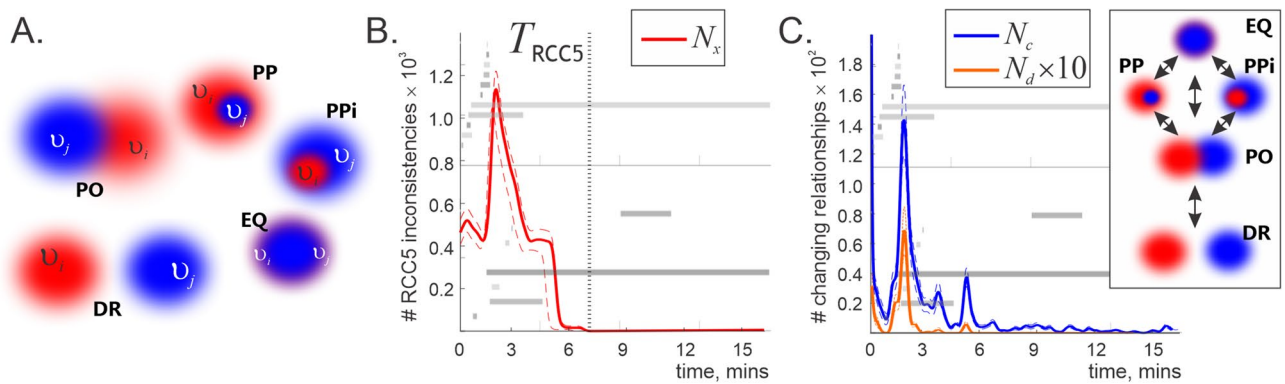 A.
υj
υi
PO
υi
PP
υj
PPi
υj
υi
EQ
υi
υj
υi
υj
DR
B.
TRCC5
Nx
# RCC5 inconsistencies × 10³
1.2
1.0
0.8
0.6
0.4
0.2
0
3
6
9
12
15
time, mins
C.
Nc
Nd×10
# changing relationships × 10²
1.8
1.6
1.4
1.2
1.0
0.8
0.6
0.4
0.2
0
3
6
9
12
15
time, mins
EQ
PP
PPi
PO
DR